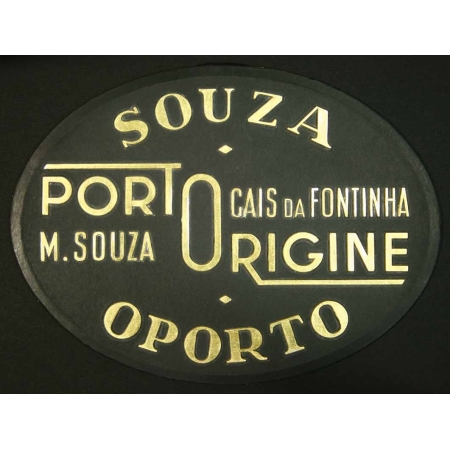 SOUZA
PORTO CAIS DA FONTINHA
M. SOUZA ORIGINE
OPORTO